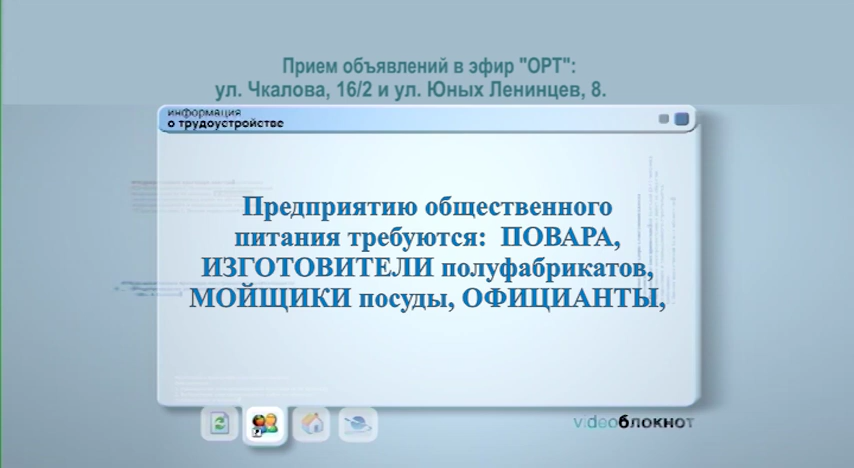 Прием объявлений в эфир "ОРТ":
ул. Чкалова, 16/2 и ул. Юных Ленинцев, 8.
информация
о трудоустройстве
Предприятию общественного
питания требуются: ПОВАРА,
ИЗГОТОВИТЕЛИ полуфабрикатов,
МОЙЩИКИ посуды, ОФИЦИАНТЫ,
videoблокнот